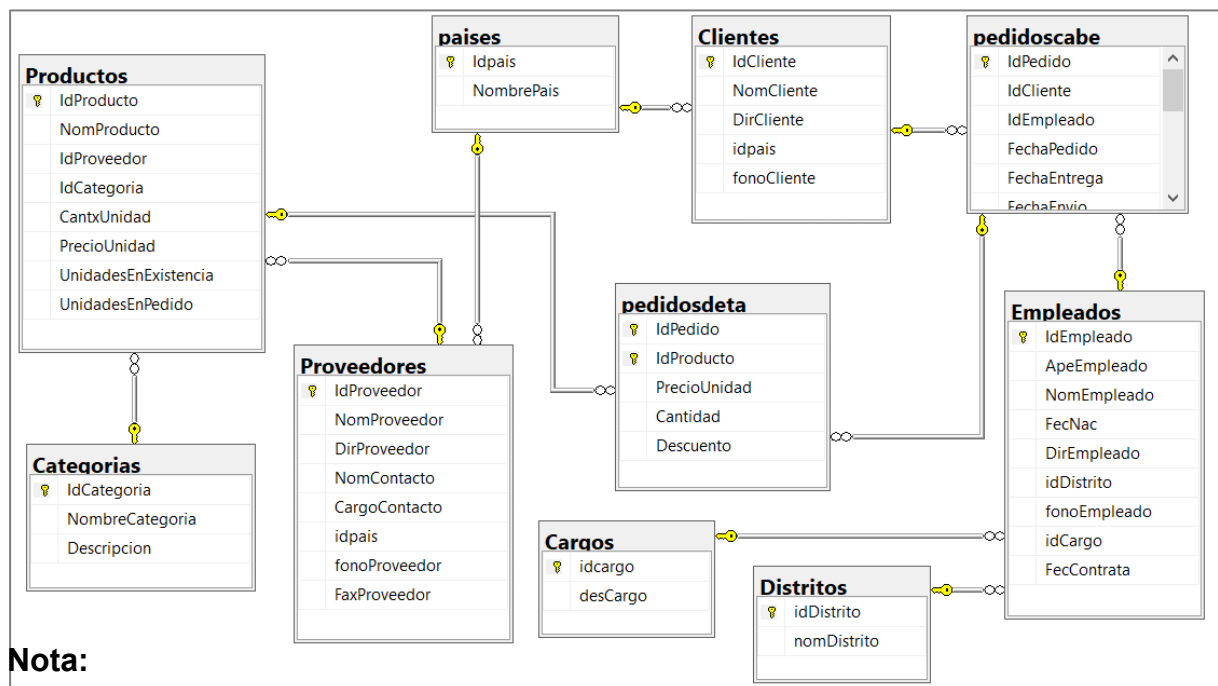 Productos
IdProducto
NomProducto
IdProveedor
IdCategoria
CantxUnidad
PrecioUnidad
UnidadesEnExistencia
UnidadesEnPedido
paises
Idpais
NombrePais
Clientes
IdCliente
NomCliente
DirCliente
idpais
fonoCliente
pedidoscabe
IdPedido
IdCliente
IdEmpleado
FechaPedido
FechaEntrega
FechaEnvio
Categorias
IdCategoria
NombreCategoria
Descripcion
Proveedores
IdProveedor
NomProveedor
DirProveedor
NomContacto
CargoContacto
idpais
fonoProveedor
FaxProveedor
pedidosdeta
IdPedido
IdProducto
PrecioUnidad
Cantidad
Descuento
Empleados
IdEmpleado
ApeEmpleado
NomEmpleado
FecNac
DirEmpleado
idDistrito
fonoEmpleado
idCargo
FecContrata
Cargos
idcargo
desCargo
Distritos
idDistrito
nomDistrito
Nota: